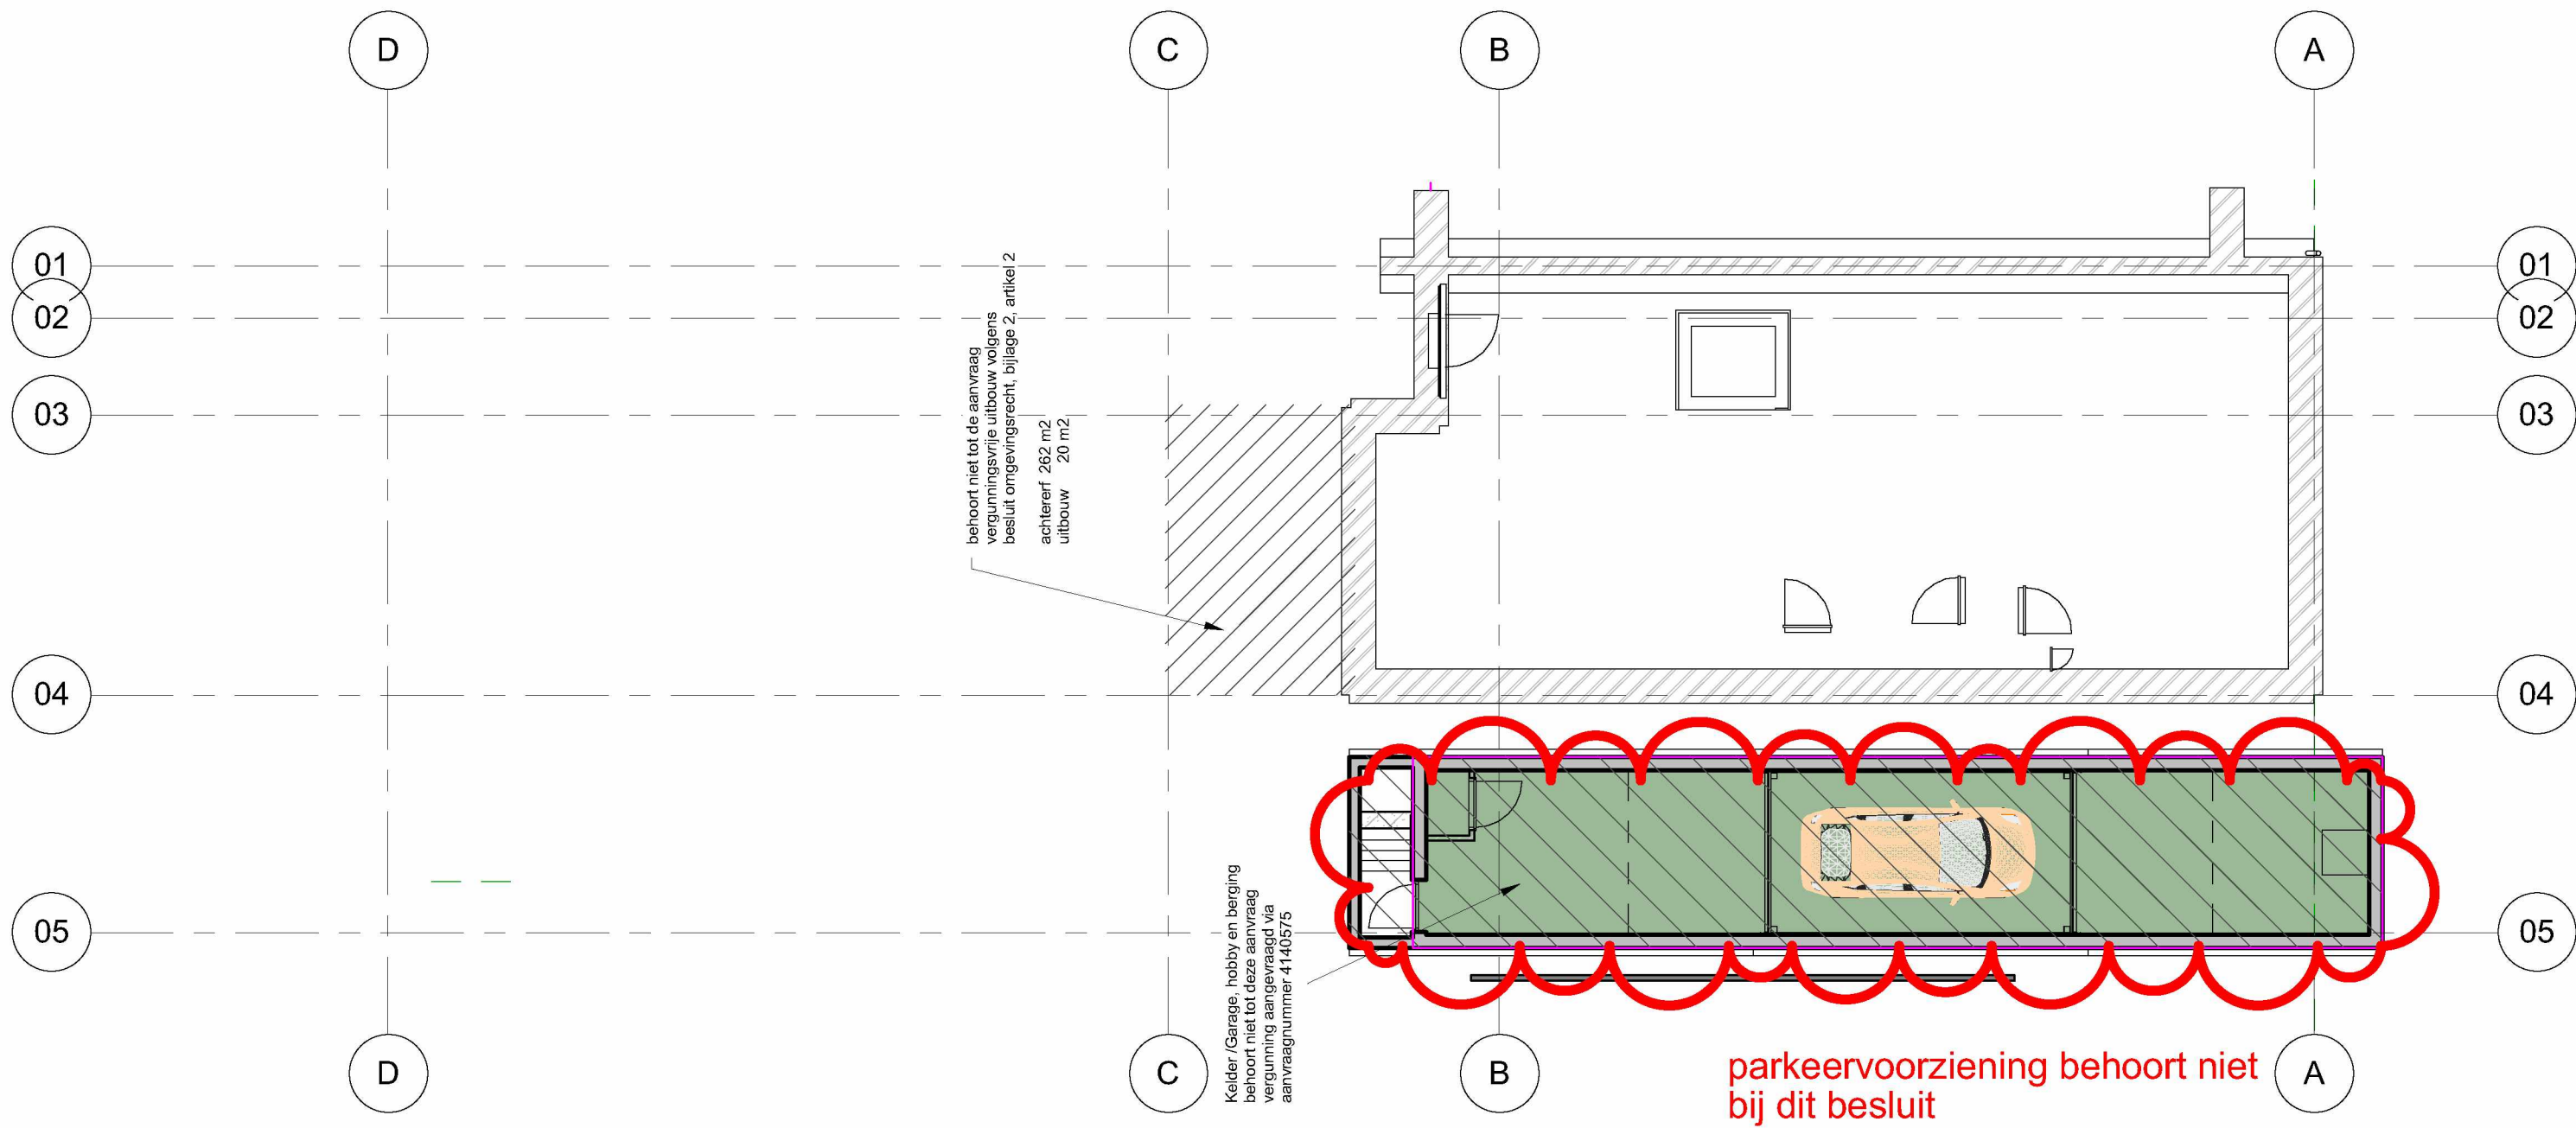 D
C
B
A
01
02
03
04
05
01
02
03
04
05
behoort niet tot de aanvraag
vergunningsvrije uitbouw volgens
besluit omgevingsrecht, bijlage 2, artikel 2
achtererf 262 m2
uitbouw 20 m2
Kelder /Garage, hobby en berging
behoort niet tot deze aanvraag
vergunning aangevraagd via
aanvraagnummer 4140575
D
C
B
A
parkeervoorziening behoort niet
bij dit besluit